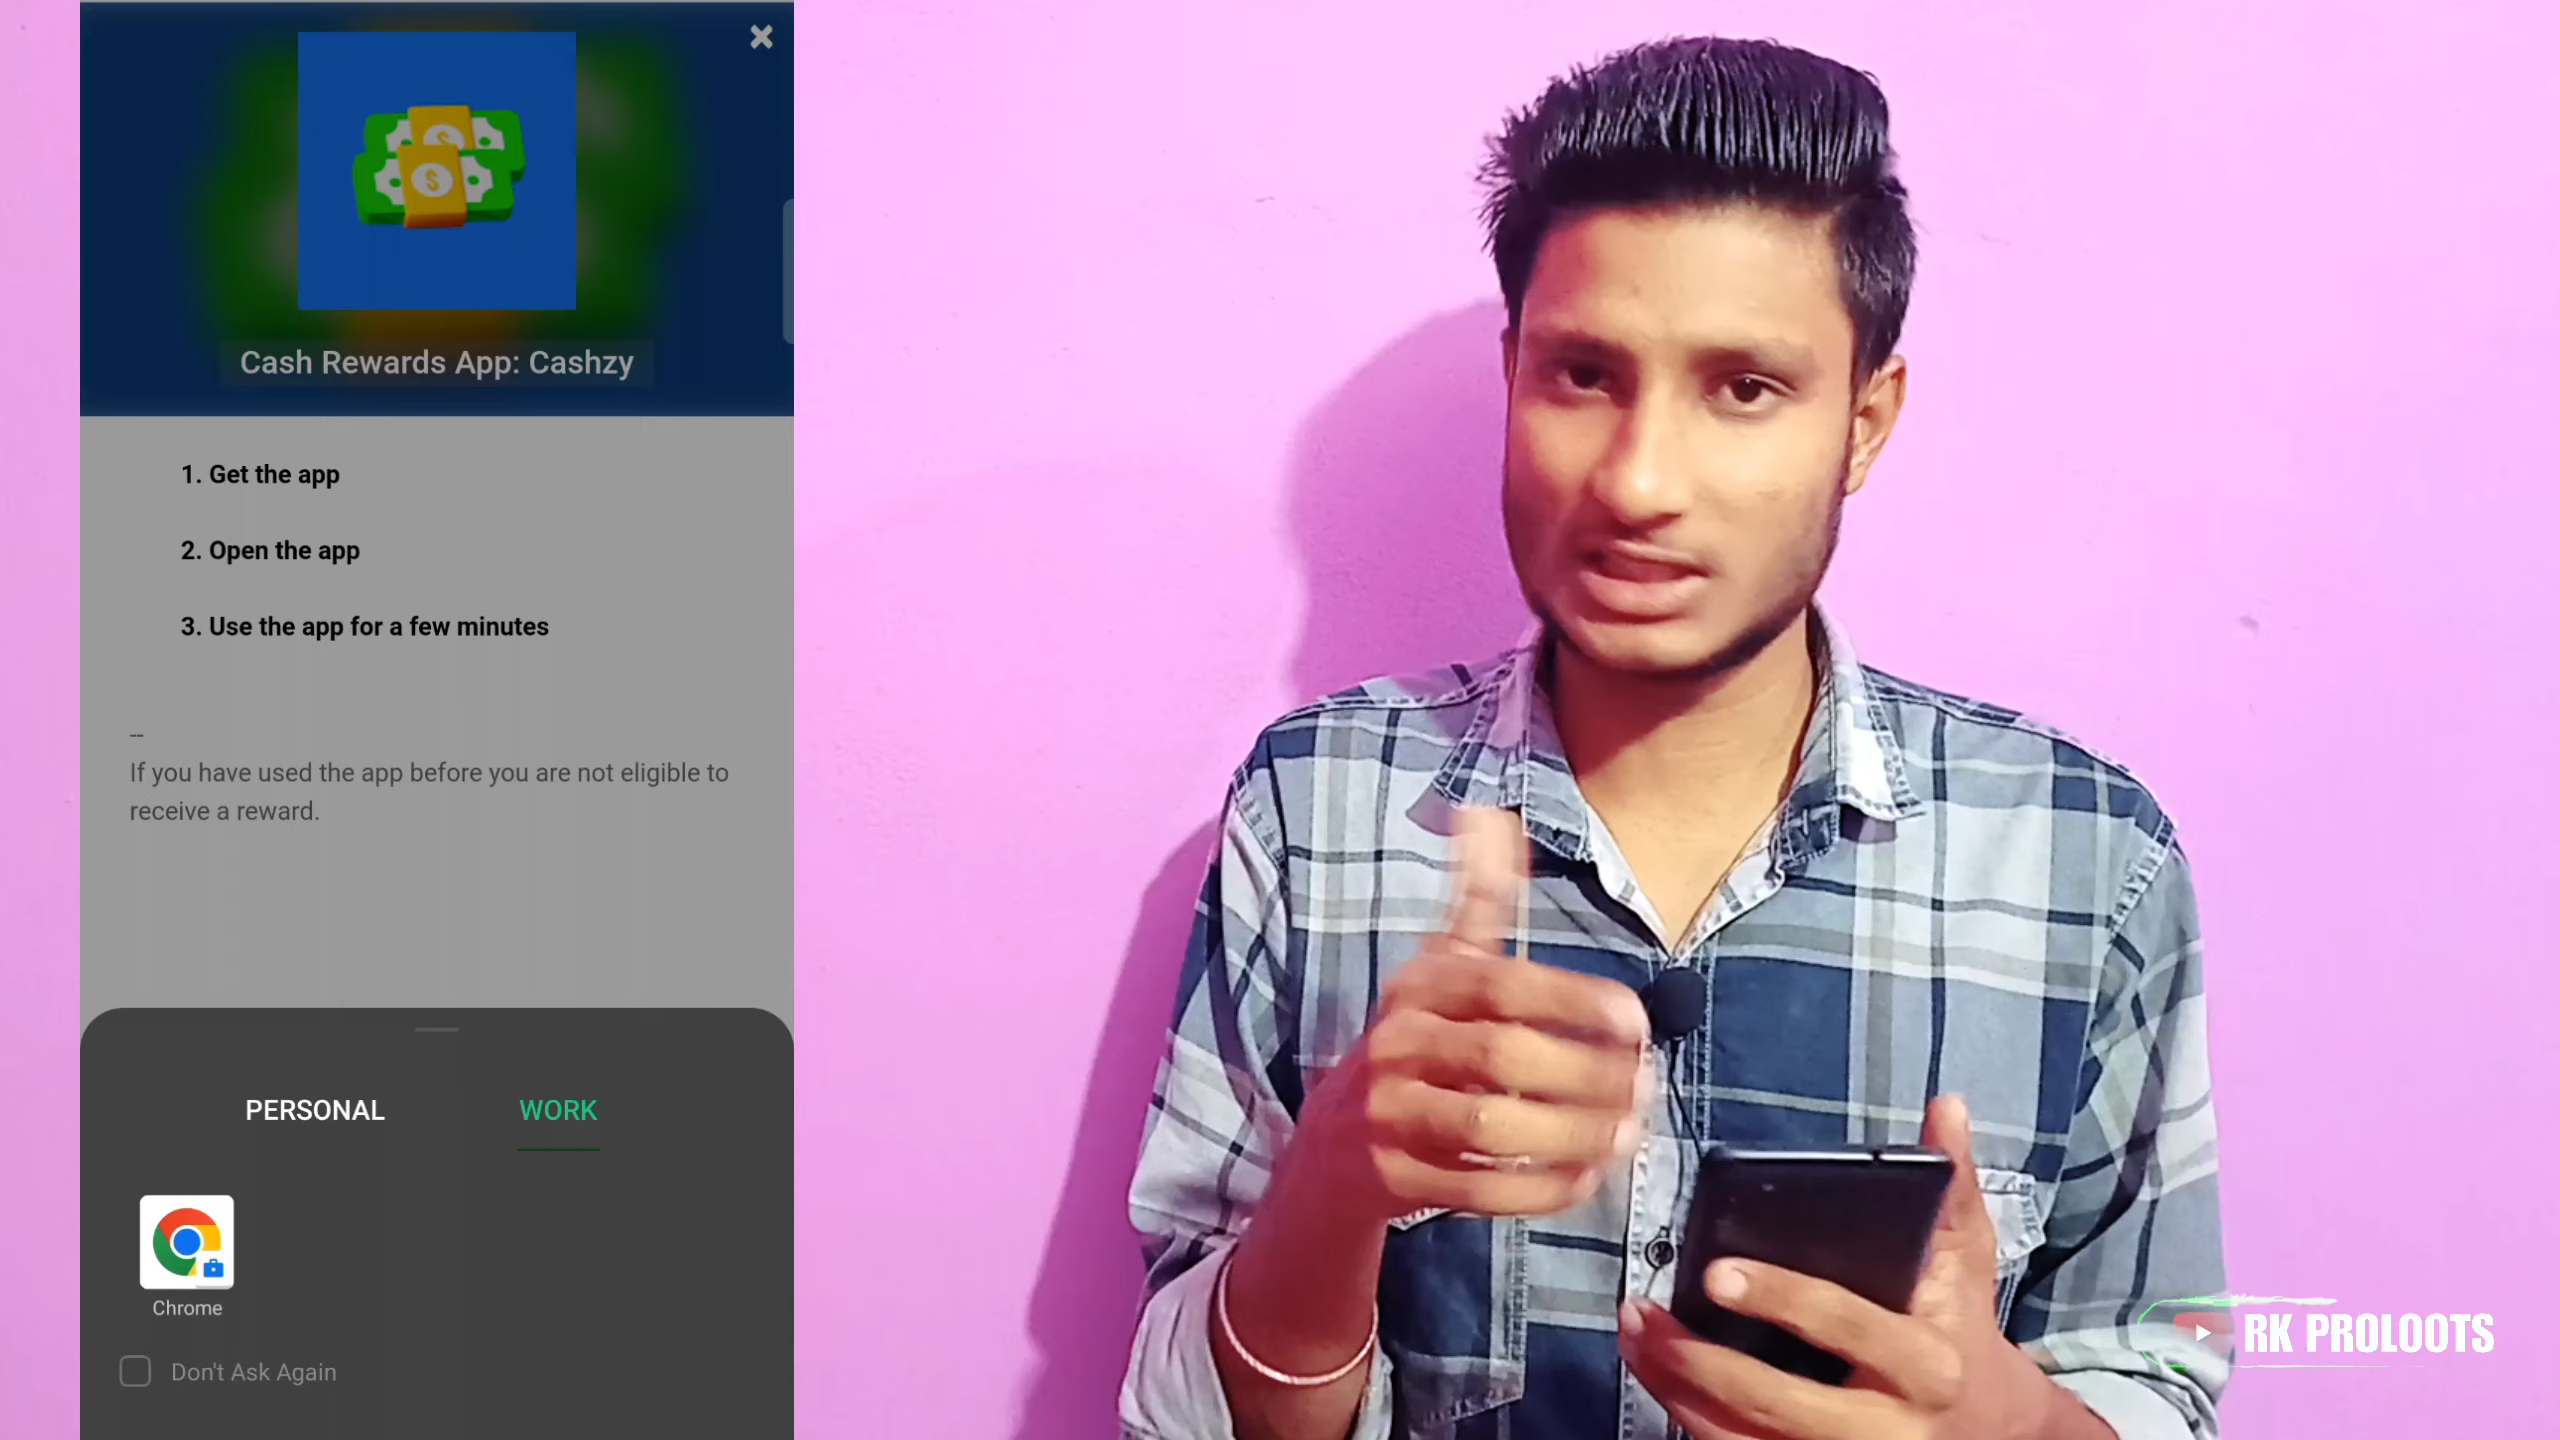 Cash Rewards App: Cashzy
1. Get the app
2. Open the app
3. Use the app for a few minutes
--
If you have used the app before you are not eligible to
receive a reward.
PERSONAL
WORK
Chrome
Don't Ask Again
RK PROLOOTS